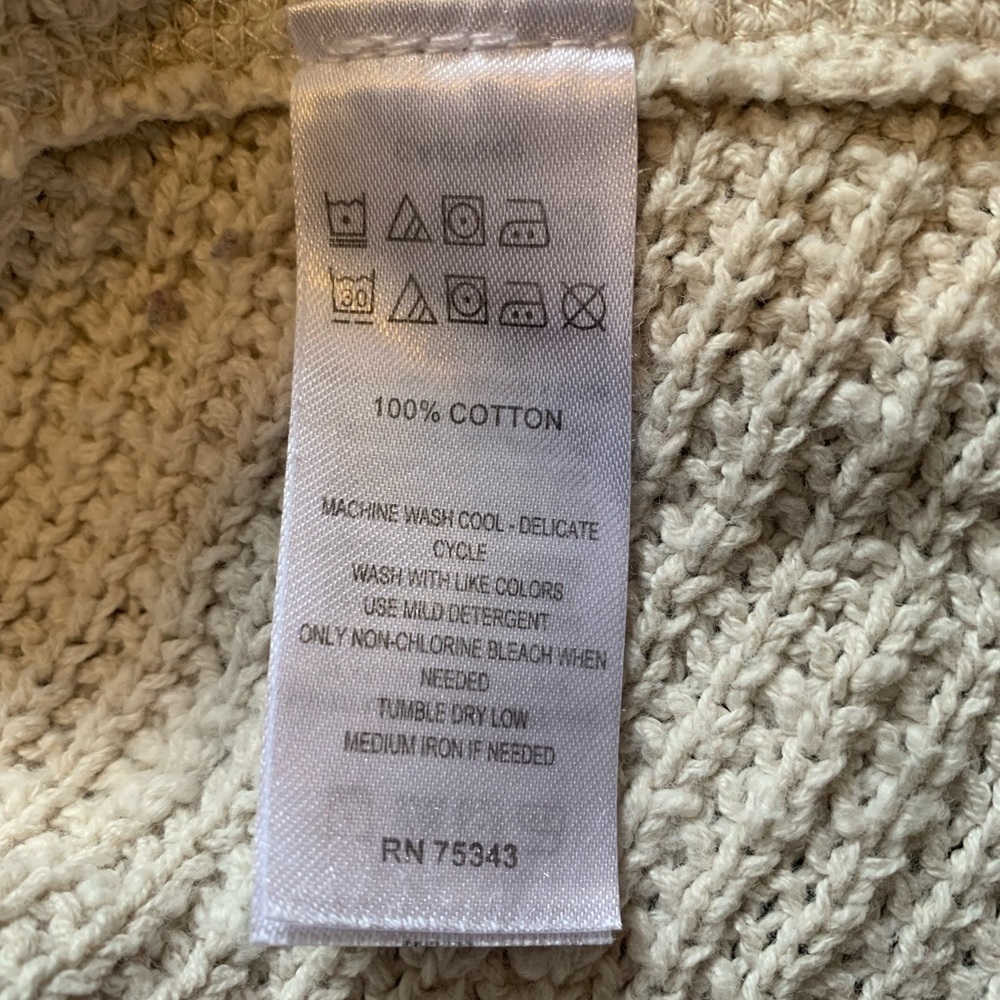 30
100% COTTON
MACHINE WASH COOL - DELICATE
CYCLE
WASH WITH LIKE COLORS
USE MILD DETERGENT
ONLY NON-CHLORINE BLEACH WHEN
NEEDED
TUMBLE DRY LOW
MEDIUM IRON IF NEEDED
RN 75343